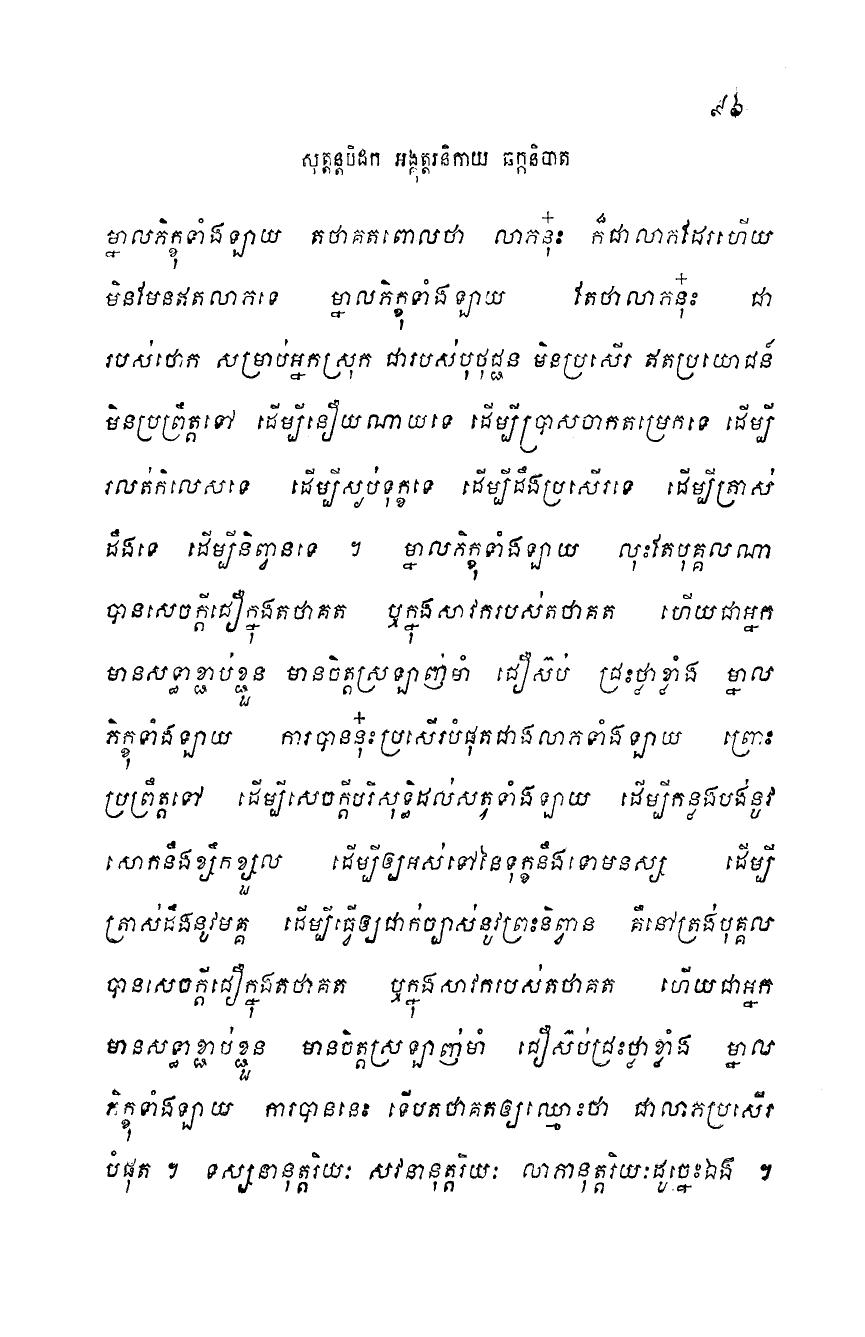 ៩៦
សុត្តន្តបិដក អង្គុត្តរនិកាយ ឆក្កនិបាត
ម្នាលភិក្ខុទាំងឡាយ តថាគតពោលថា លាភនុ៎ះ ក៏ជាលាភដែរហើយ
មិនមែនឥតលាភទេ ម្នាលភិក្ខុទាំងឡាយ តែថាលាភនុ៎ះ ជា
របស់ថោក សម្រាប់អ្នកស្រុក ជារបស់បុថុជ្ជន មិនប្រសើរ ឥតប្រយោជន៍
មិនប្រព្រឹត្តទៅ ដើម្បីនឿយណាយទេ ដើម្បីប្រាសចាកតម្រេកទេ ដើម្បី
រលត់កិលេសទេ ដើម្បីស្ងប់ទុក្ខទេ ដើម្បីដឹងប្រសើរទេ ដើម្បីត្រាស់
ដឹងទេ ដើម្បីនិព្វានទេ ។ ម្នាលភិក្ខុទាំងឡាយ លុះតែបុគ្គលណា
បានសេចក្តីជឿក្នុងតថាគត ឬក្នុងសាវករបស់តថាគត ហើយជាអ្នក
មានសទ្ធាខ្ជាប់ខ្ជួន មានចិត្តស្រឡាញ់មាំ ជឿស៊ប់ ជ្រះថ្លាខ្លាំង ម្នាល
ភិក្ខុទាំងឡាយ ការបាននុ៎ះប្រសើរបំផុតជាងលាភទាំងឡាយ ព្រោះ
ប្រព្រឹត្តទៅ ដើម្បីសេចក្តីបរិសុទ្ធិដល់សត្វទាំងឡាយ ដើម្បីកន្លងបង់នូវ
សោកនឹងខ្សឹកខ្សួល ដើម្បីឲ្យអស់ទៅនៃទុក្ខនឹងទោមនស្ស ដើម្បី
ត្រាស់ដឹងនូវមគ្គ ដើម្បីធ្វើឲ្យជាក់ច្បាស់នូវព្រះនិព្វាន គឺនៅត្រង់បុគ្គល
បានសេចក្តីជឿក្នុងតថាគត ឬក្នុងសាវករបស់តថាគត ហើយជាអ្នក
មានសទ្ធាខ្ជាប់ខ្ជួន មានចិត្តស្រឡាញ់មាំ ជឿស៊ប់ជ្រះថ្លាខ្លាំង ម្នាល
ភិក្ខុទាំងឡាយ ការបាននេះ ទើបតថាគតឲ្យឈ្មោះថា ជាលាភប្រសើរ
បំផុត ។ ទស្សនានុត្តរិយៈ សវនានុត្តរិយៈ លាភានុត្តរិយៈដូច្នេះឯង ។